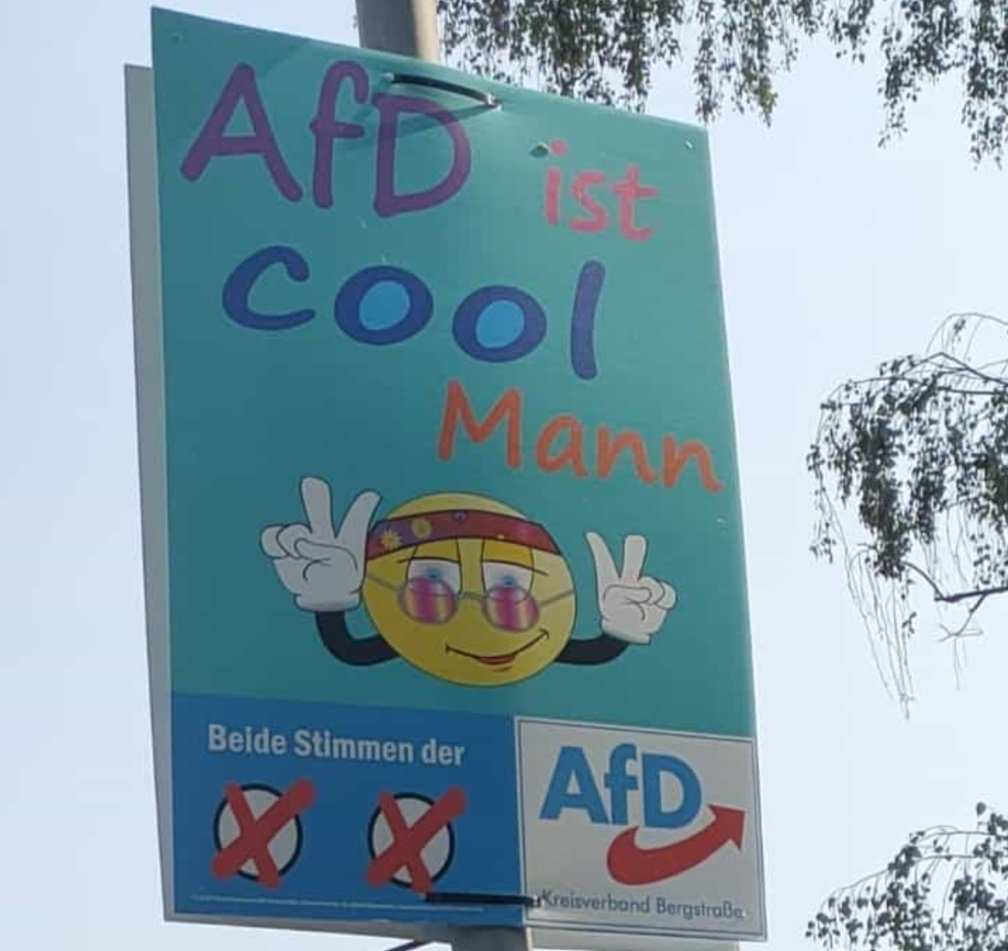 AfD ist
cool
Mann
Beide Stimmen der
AfD
Kreisverband Bergstraße